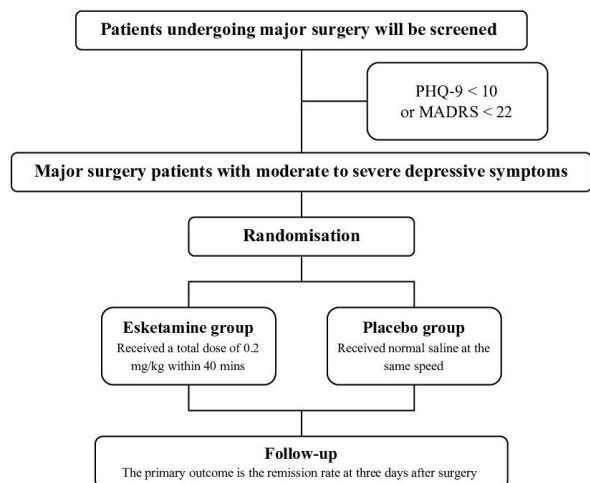 Patients undergoing major surgery will be screened
PHQ-9 < 10
or MADRS < 22
Major surgery patients with moderate to severe depressive symptoms
Randomisation
Esketamine group
Received a total dose of 0.2
mg/kg within 40 mins
Placebo group
Received normal saline at the
same speed
Follow-up
The primary outcome is the remission rate at three days after surgery